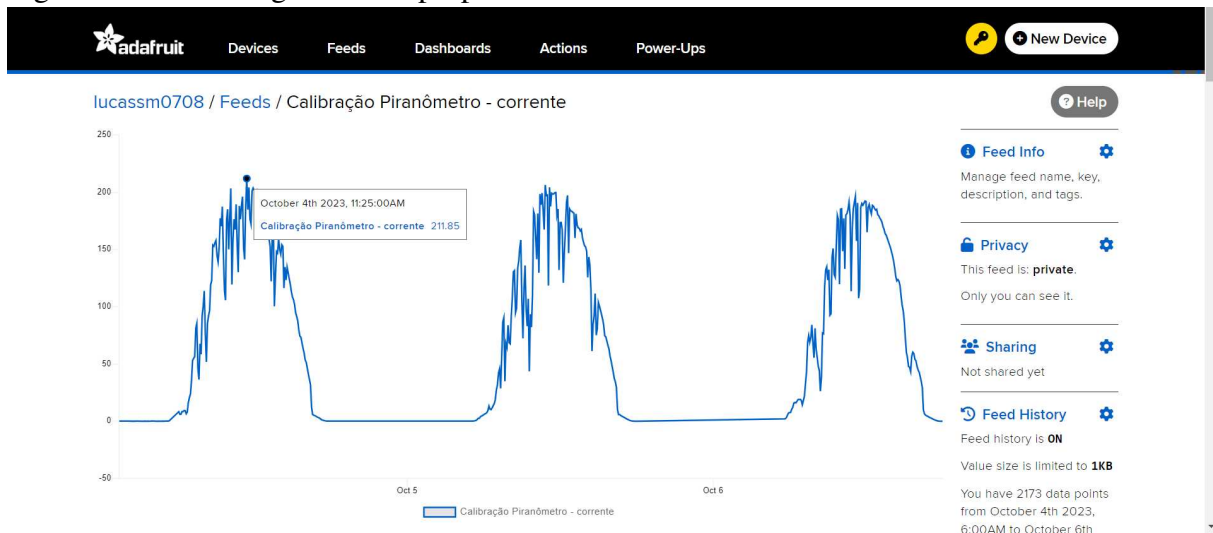 adafruit Devices Feeds Dashboards Actions Power-Ups New Device
lucassm0708 / Feeds / Calibração Piranômetro - corrente
Help
250
200
150
100
50
0
-50
October 4th 2023, 11:25:00AM
Calibração Piranômetro - corrente 211.85
Oct 5
Oct 6
Calibração Piranômetro - corrente
Feed Info
Manage feed name, key,
description, and tags.
Privacy
This feed is: private.
Only you can see it.
Sharing
Not shared yet
Feed History
Feed history is ON
Value size is limited to 1KB
You have 2173 data points
from October 4th 2023,
6:00AM to October 6th